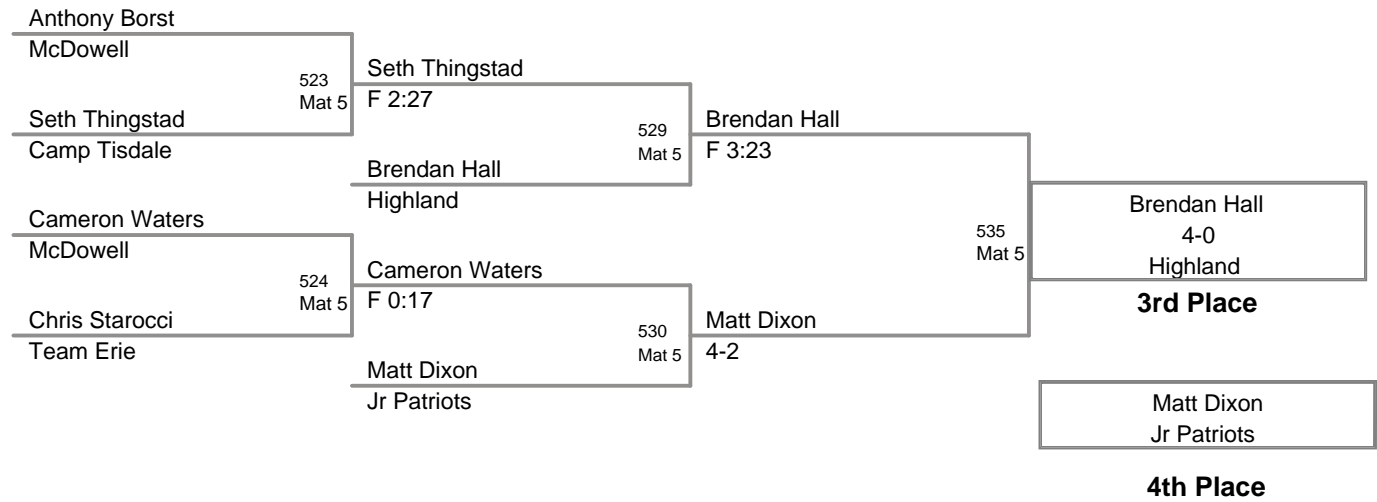 Anthony Borst
McDowell
523
Mat 5
Seth Thingstad
Camp Tisdale
Seth Thingstad
F 2:27
Brendan Hall
Highland
529
Mat 5
Brendan Hall
F 3:23
Cameron Waters
McDowell
524
Mat 5
Chris Starocci
Team Erie
Cameron Waters
F 0:17
Matt Dixon
Jr Patriots
530
Mat 5
Matt Dixon
4-2
535
Mat 5
Brendan Hall
4-0
Highland
3rd Place
Matt Dixon
Jr Patriots
4th Place